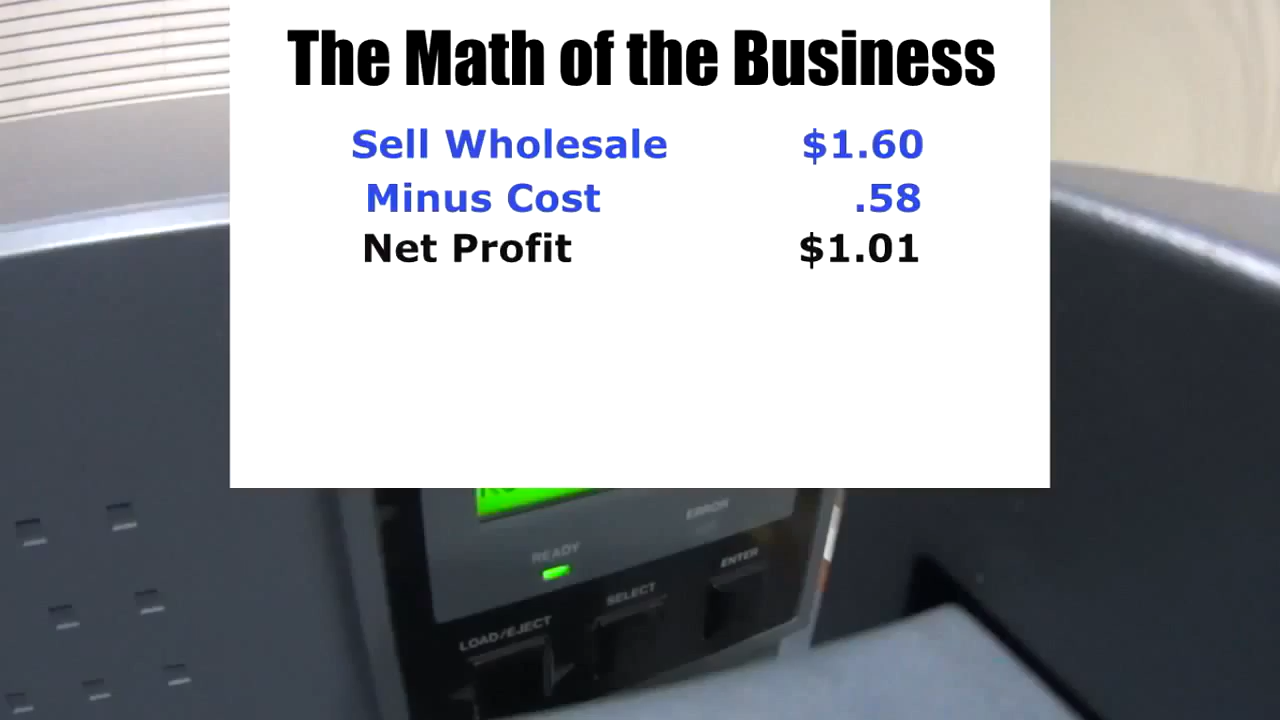 The Math of the Business
Sell Wholesale $1.60
Minus Cost .58
Net Profit $1.01
ERROR
READY
ENTER
SELECT
LOAD/EJECT